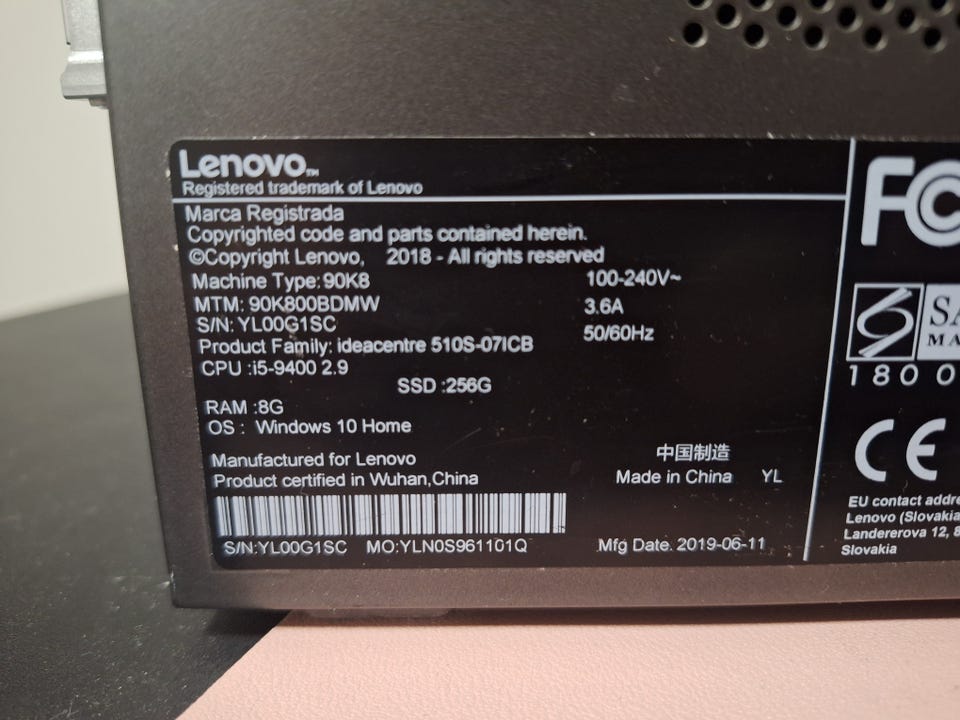 Lenovo™
Registered trademark of Lenovo
Marca Registrada
Copyrighted code and parts contained herein.
©Copyright Lenovo, 2018 - All rights reserved
Machine Type: 90K8 100-240V~
MTM: 90K800BDMW 3.6A
S/N: YL00G1SC 50/60Hz
Product Family: ideacentre 510S-07ICB
CPU :i5-9400 2.9
SSD :256G
RAM :8G
OS : Windows 10 Home
Manufactured for Lenovo
Product certified in Wuhan,China
中国制造
Made in China YL
S/N:YL00G1SC MO:YLN0S961101Q Mfg Date. 2019-06-11
FC
1800
CE
EU contact
Lenovo (Slovakia
Landererova 12,
Slovakia